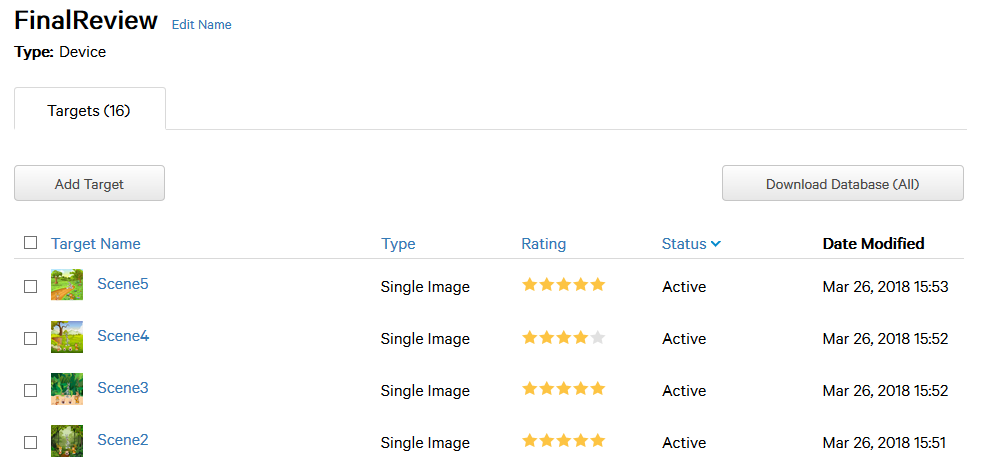 FinalReview Edit Name
Type: Device
Targets (16)
Add Target Download Database (All)
Target Name Type Rating Status Date Modified
Scene5 Single Image Active Mar 26, 2018 15:53
Scene4 Single Image Active Mar 26, 2018 15:52
Scene3 Single Image Active Mar 26, 2018 15:52
Scene2 Single Image Active Mar 26, 2018 15:51